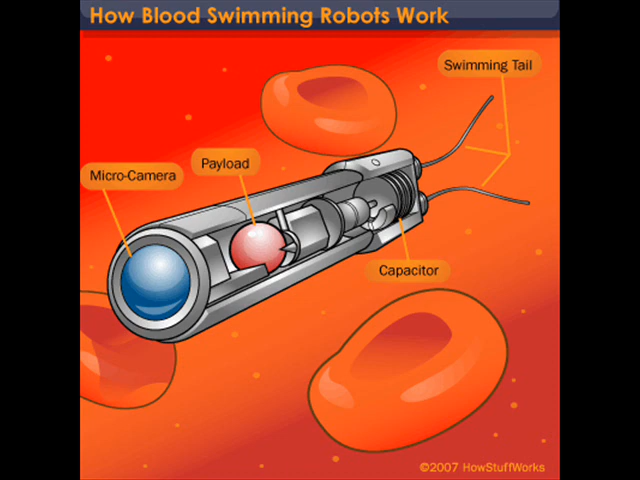 How Blood Swimming Robots Work
Swimming Tail
Payload
Micro-Camera
Capacitor
©2007 HowStuffWorks